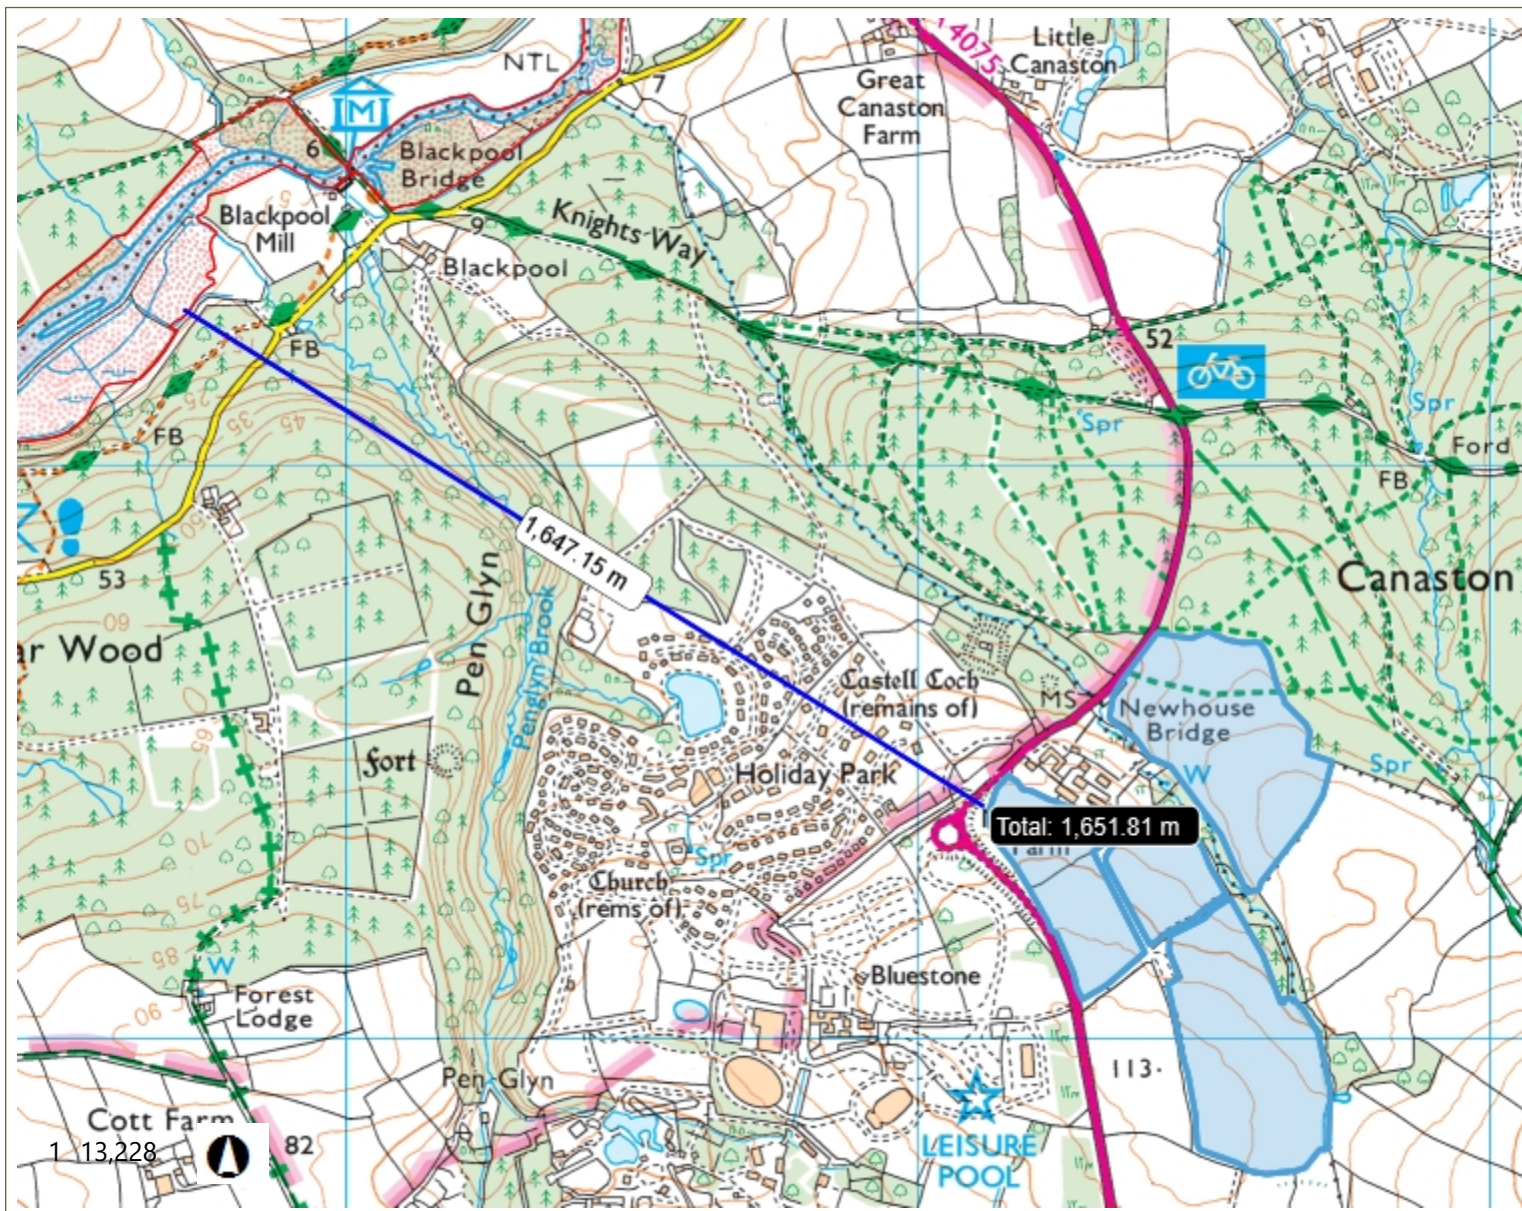 NTL
7
A 4075
Little
Canaston
Great
Canaston
Farm
M
6
Blackpool
Bridge
Blackpool
Mill
9
Knights Way
Blackpool
5
52
FB
25
35
45
Spr
Spr
FB
Ford
FB
50
53
1,647.15 m
Canaston
60
ar Wood
Pen Glyn
Penglyn Brook
Castell Coch
(remains of)
MS
Newhouse
Bridge
W
Spr
65
Fort
Holiday Park
Total: 1,651.81 m
Farm
70
Spr
Church
(rems of)
75
85
W
Bluestone
Forest
Lodge
90
Pen-Glyn
113
Cott Farm
82
LEISURE
POOL
1 13,228